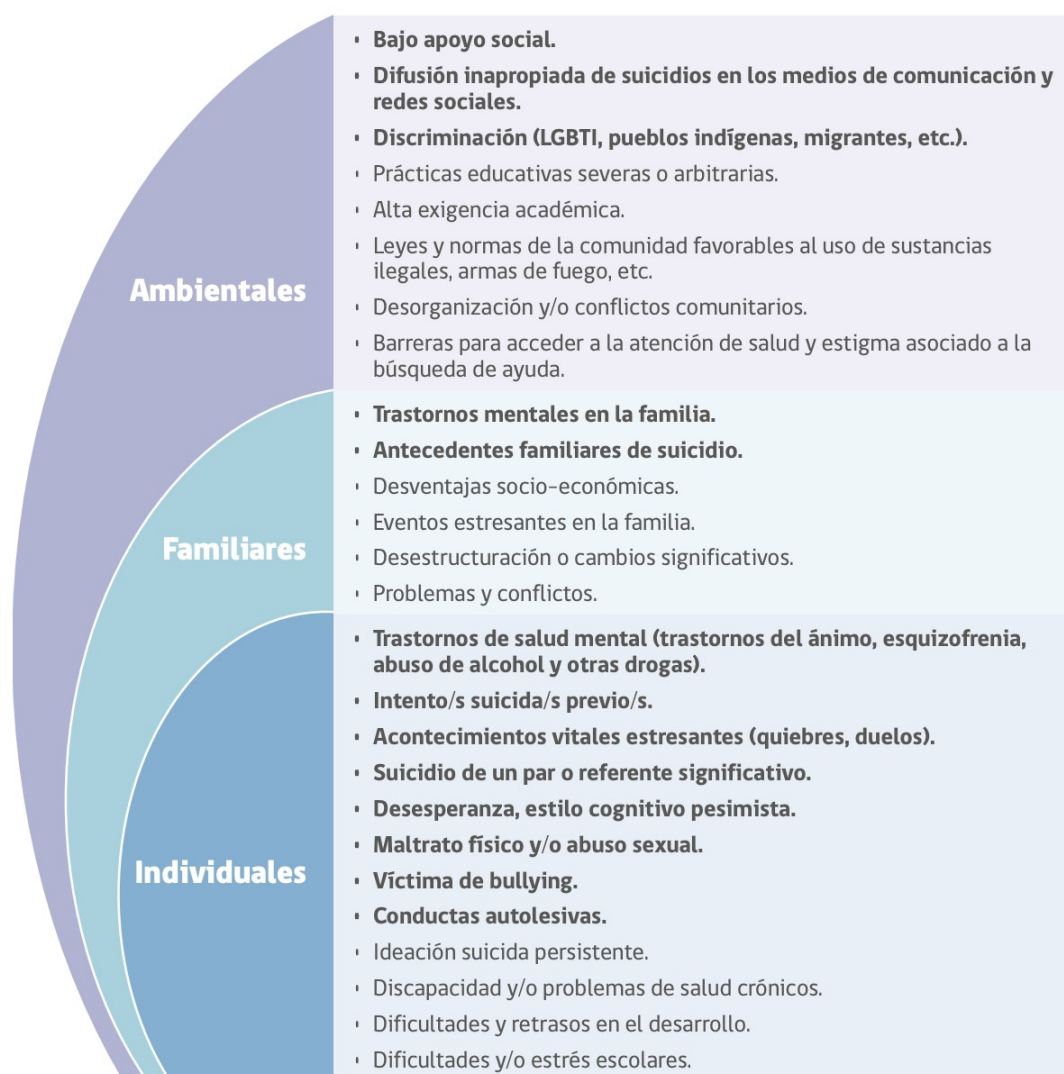 Ambientales
· Bajo apoyo social.
· Difusión inapropiada de suicidios en los medios de comunicación y
redes sociales.
· Discriminación (LGBTI, pueblos indígenas, migrantes, etc.).
· Prácticas educativas severas o arbitrarias.
· Alta exigencia académica.
· Leyes y normas de la comunidad favorables al uso de sustancias
ilegales, armas de fuego, etc.
· Desorganización y/o conflictos comunitarios.
· Barreras para acceder a la atención de salud y estigma asociado a la
búsqueda de ayuda.
Familiares
· Trastornos mentales en la familia.
· Antecedentes familiares de suicidio.
· Desventajas socio-económicas.
· Eventos estresantes en la familia.
· Desestructuración o cambios significativos.
· Problemas y conflictos.
Individuales
· Trastornos de salud mental (trastornos del ánimo, esquizofrenia,
abuso de alcohol y otras drogas).
· Intento/s suicida/s previo/s.
· Acontecimientos vitales estresantes (quiebres, duelos).
· Suicidio de un par o referente significativo.
· Desesperanza, estilo cognitivo pesimista.
· Maltrato físico y/o abuso sexual.
· Víctima de bullying.
· Conductas autolesivas.
· Ideación suicida persistente.
· Discapacidad y/o problemas de salud crónicos.
· Dificultades y retrasos en el desarrollo.
· Dificultades y/o estrés escolares.